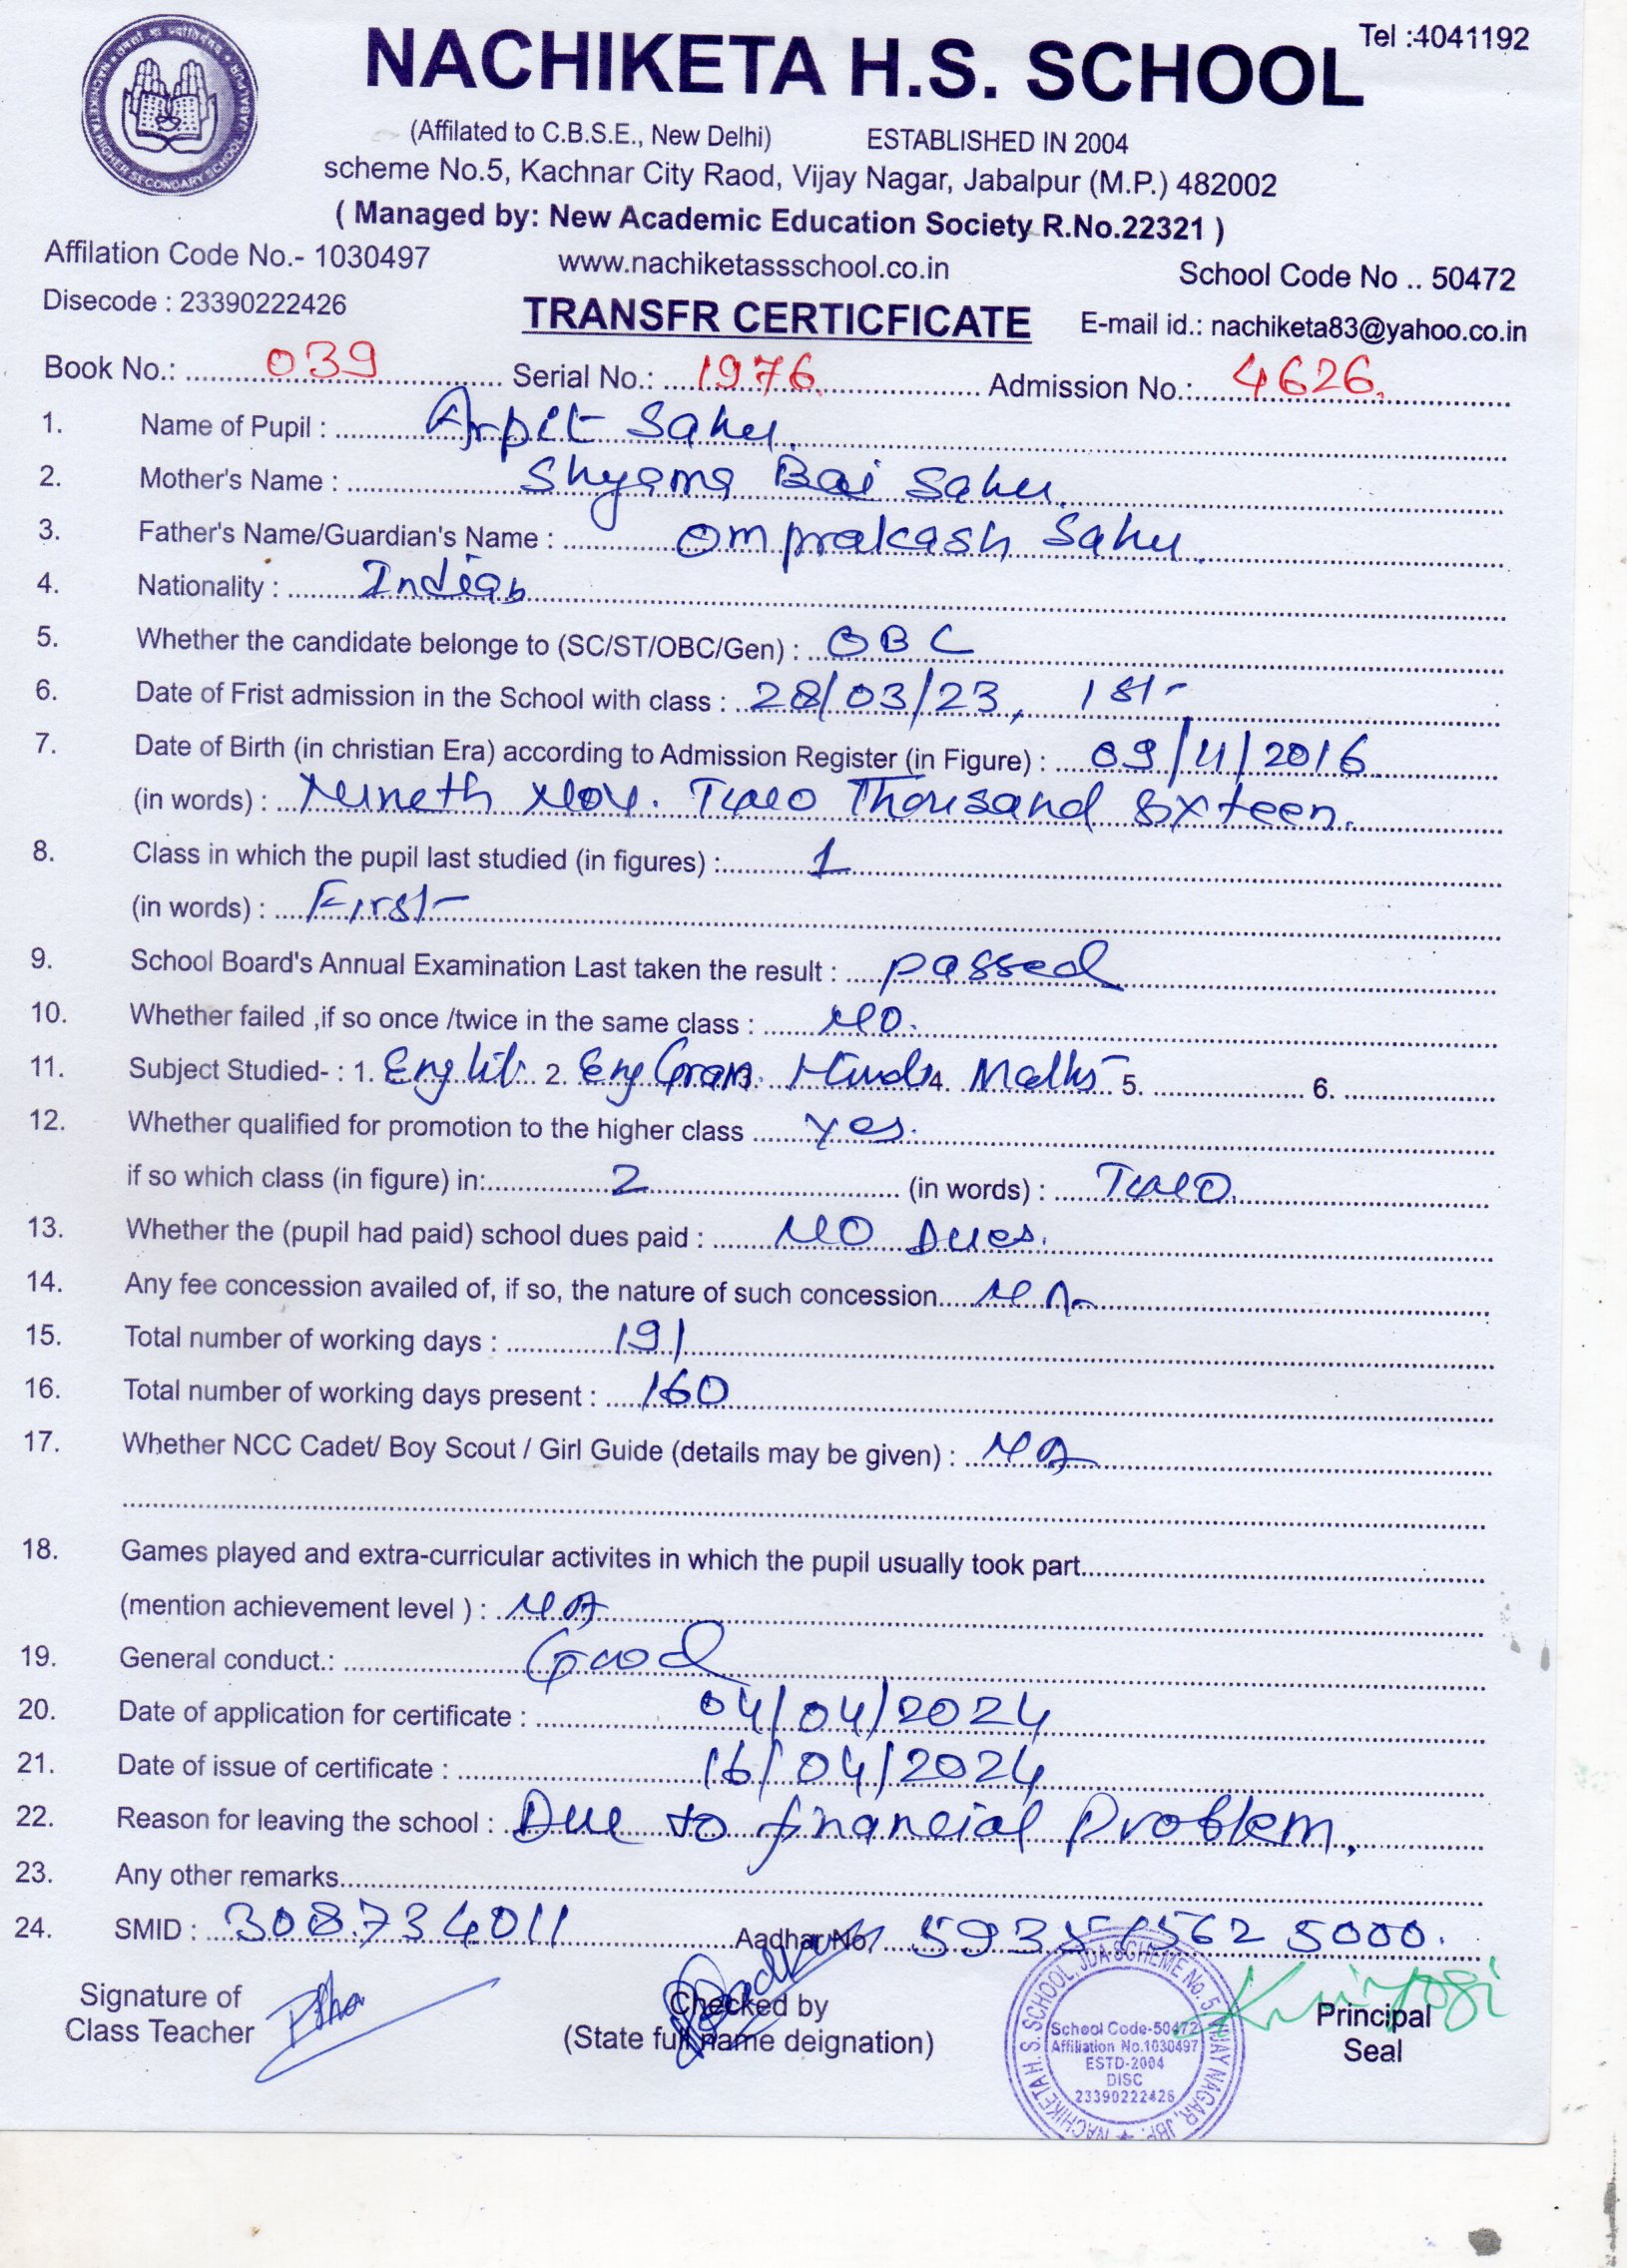 NACHIKETA H.S. SCHOOL
Tel :4041192
(Affilated to C.B.S.E., New Delhi) ESTABLISHED IN 2004
scheme No.5, Kachnar City Raod, Vijay Nagar, Jabalpur (M.P.) 482002
( Managed by: New Academic Education Society R.No.22321 )
Affilation Code No.- 1030497 www.nachiketassschool.co.in School Code No .. 50472
Disecode : 23390222426 TRANSFR CERTICFICATE E-mail id.: nachiketa83@yahoo.co.in
Book No.: 039 Serial No.: 1976 Admission No.: 4626.
1. Name of Pupil : Arpit Sahu.
2. Mother's Name : Shyama Bai Sahu.
3. Father's Name/Guardian's Name : Omprakash Sahu.
4. Nationality : Indian
5. Whether the candidate belonge to (SC/ST/OBC/Gen) : OBC
6. Date of Frist admission in the School with class : 28/03/23, 1st
7. Date of Birth (in christian Era) according to Admission Register (in Figure) : 09/11/2016
(in words) : Nineth Nov. Two Thousand Sixteen.
8. Class in which the pupil last studied (in figures) : 1
(in words) : First
9. School Board's Annual Examination Last taken the result : passed
10. Whether failed ,if so once /twice in the same class : NO.
11. Subject Studied- : 1. Eng lit. 2. Eng Gram. Hindi 4. Maths 5. 6.
12. Whether qualified for promotion to the higher class yes.
if so which class (in figure) in: 2 (in words) : Two
13. Whether the (pupil had paid) school dues paid : NO Dues.
14. Any fee concession availed of, if so, the nature of such concession NA
15. Total number of working days : 191
16. Total number of working days present : 160
17. Whether NCC Cadet/ Boy Scout / Girl Guide (details may be given) : NA
18. Games played and extra-curricular activites in which the pupil usually took part
(mention achievement level ) : NA
19. General conduct.: Good
20. Date of application for certificate : 04/04/2024
21. Date of issue of certificate : 16/04/2024
22. Reason for leaving the school : Due to financial Problem.
23. Any other remarks
24. SMID : 308734011 Aadhar No. 5935 1562 5000.
Signature of
Class Teacher
Checked by
(State full name deignation)
NACHIKETA H. S. SCHOOL, JDA SCHEME No. 5 VIJAY NAGAR, JBP.
School Code-50472
Affiliation No.1030497
ESTD-2004
DISC
23390222426
Principal
Seal